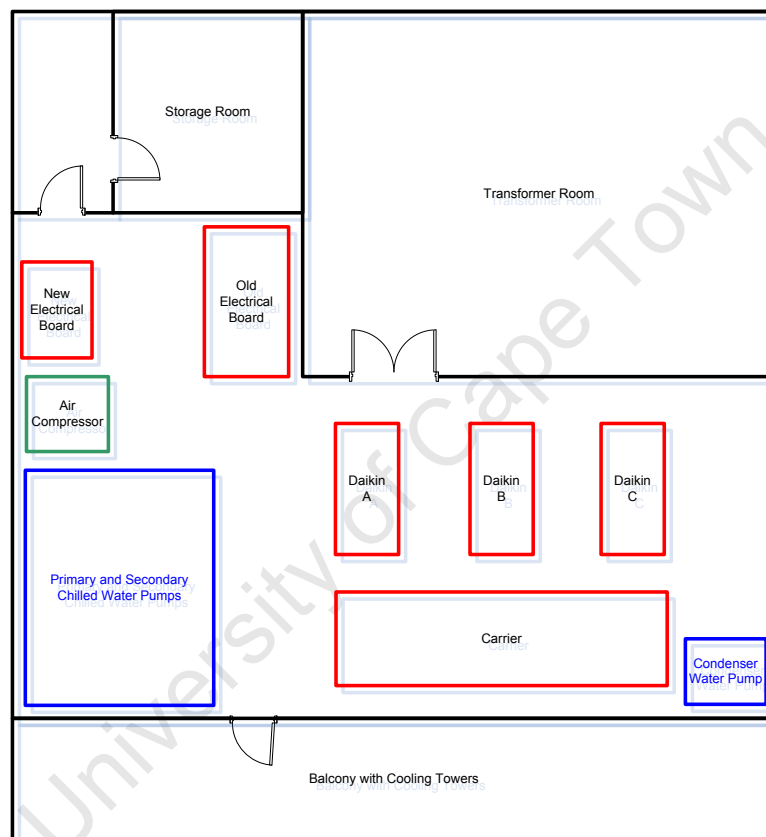 Storage Room
Transformer Room
New
Electrical
Board
Old
Electrical
Board
Air
Compressor
Daikin
A
Daikin
B
Daikin
C
Primary and Secondary
Chilled Water Pumps
Carrier
Condenser
Water Pump
Balcony with Cooling Towers
University of Cape Town